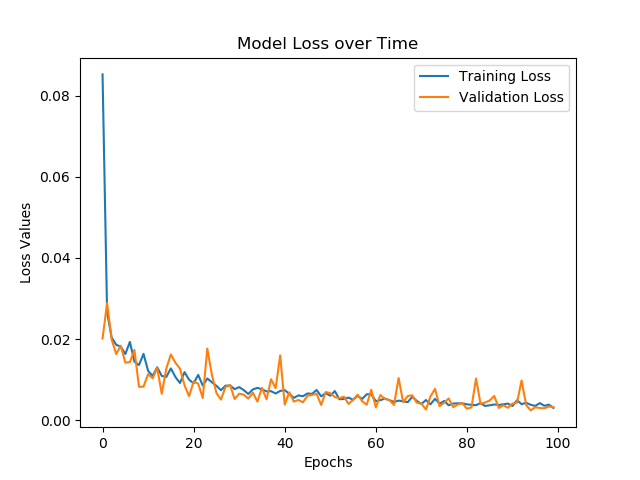 Model Loss over Time
Training Loss
Validation Loss
Loss Values
0.08
0.06
0.04
0.02
0.00
0 20 40 60 80 100
Epochs